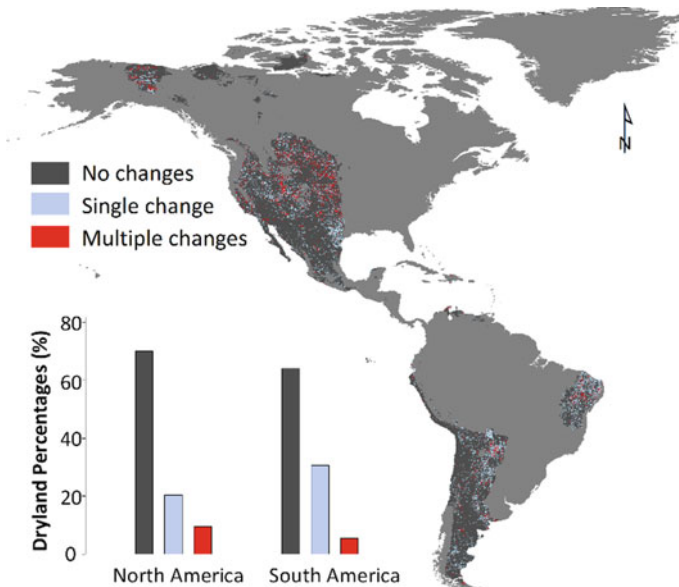 N
No changes
Single change
Multiple changes
Dryland Percentages (%)
80
60
40
20
0
North America
South America